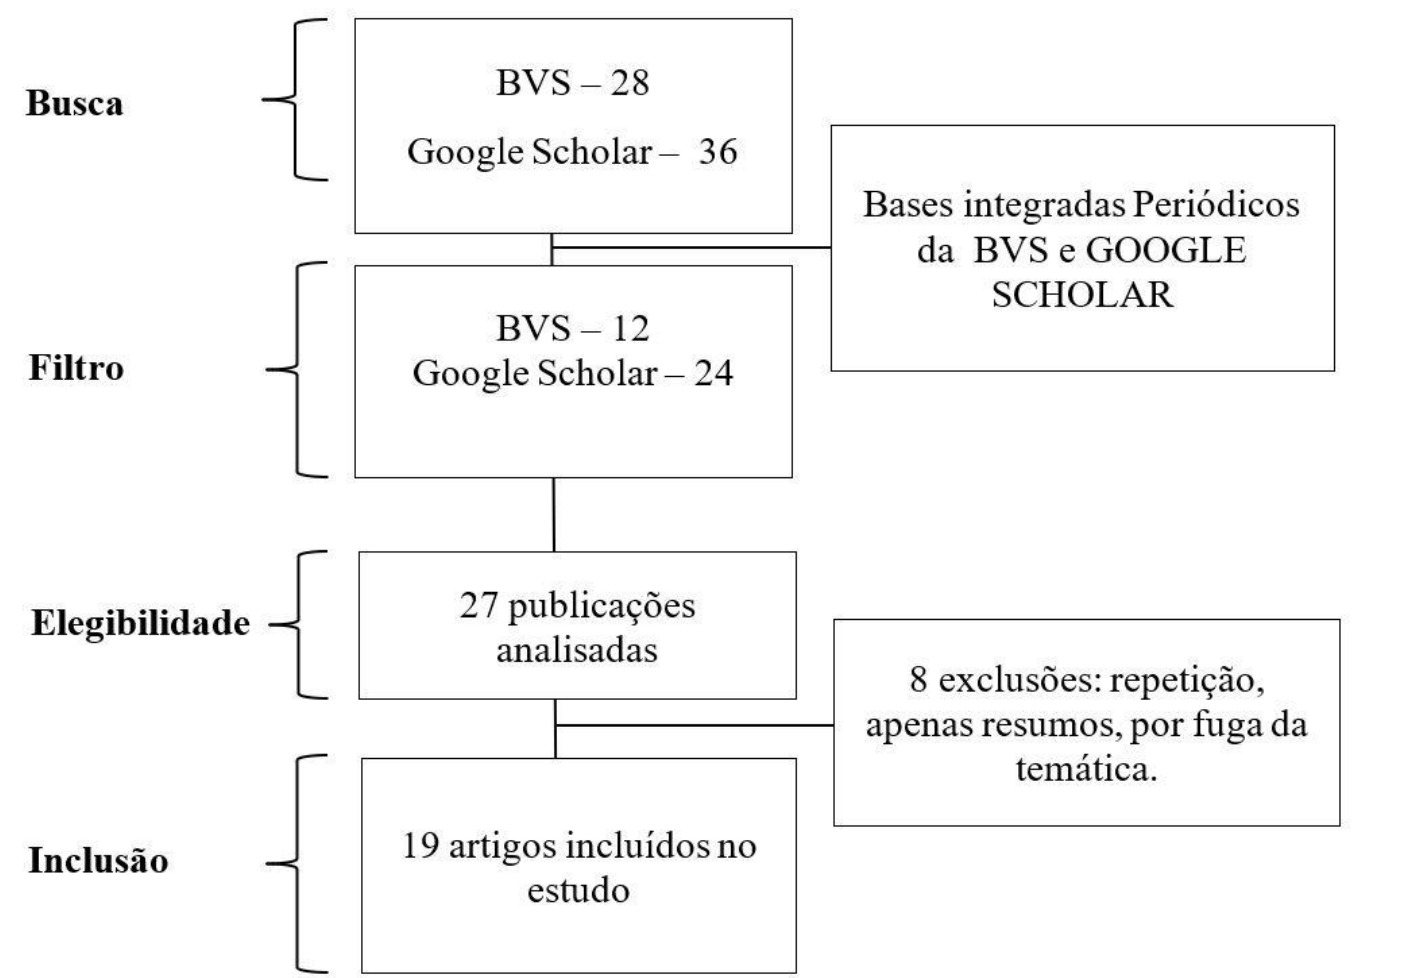 Busca
BVS – 28
Google Scholar – 36
Bases integradas Periódicos
da BVS e GOOGLE
SCHOLAR
Filtro
BVS – 12
Google Scholar – 24
Elegibilidade
27 publicações
analisadas
8 exclusões: repetição,
apenas resumos, por fuga da
temática.
Inclusão
19 artigos incluídos no
estudo